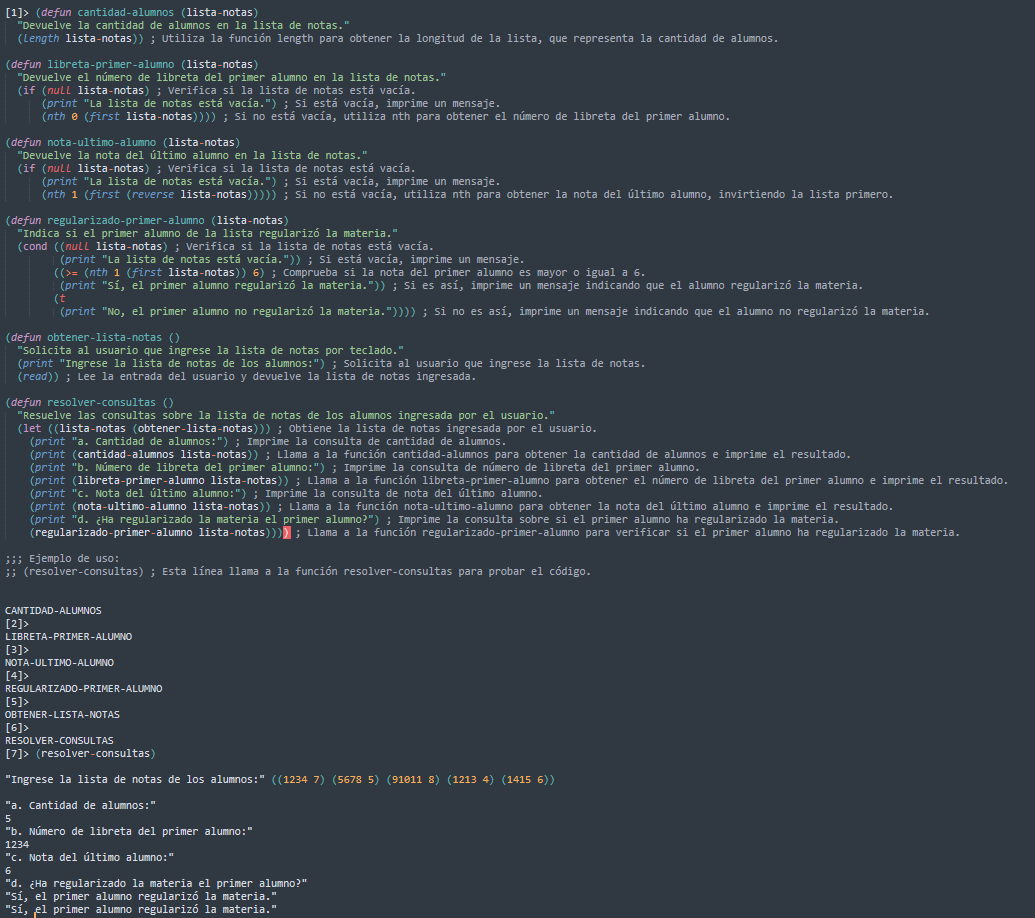 [1]> (defun cantidad-alumnos (lista-notas)
  "Devuelve la cantidad de alumnos en la lista de notas."
  (length lista-notas)) ; Utiliza la función length para obtener la longitud de la lista, que representa la cantidad de alumnos.

(defun libreta-primer-alumno (lista-notas)
  "Devuelve el número de libreta del primer alumno en la lista de notas."
  (if (null lista-notas) ; Verifica si la lista de notas está vacía.
      (print "La lista de notas está vacía.") ; Si está vacía, imprime un mensaje.
      (nth 0 (first lista-notas)))) ; Si no está vacía, utiliza nth para obtener el número de libreta del primer alumno.

(defun nota-ultimo-alumno (lista-notas)
  "Devuelve la nota del último alumno en la lista de notas."
  (if (null lista-notas) ; Verifica si la lista de notas está vacía.
      (print "La lista de notas está vacía.") ; Si está vacía, imprime un mensaje.
      (nth 1 (first (reverse lista-notas))))) ; Si no está vacía, utiliza nth para obtener la nota del último alumno, invirtiendo la lista primero.

(defun regularizado-primer-alumno (lista-notas)
  "Indica si el primer alumno de la lista regularizó la materia."
  (cond ((null lista-notas) ; Verifica si la lista de notas está vacía.
         (print "La lista de notas está vacía.")) ; Si está vacía, imprime un mensaje.
        ((>= (nth 1 (first lista-notas)) 6) ; Comprueba si la nota del primer alumno es mayor o igual a 6.
         (print "Sí, el primer alumno regularizó la materia.")) ; Si es así, imprime un mensaje indicando que el alumno regularizó la materia.
        (t
         (print "No, el primer alumno no regularizó la materia.")))) ; Si no es así, imprime un mensaje indicando que el alumno no regularizó la materia.

(defun obtener-lista-notas ()
  "Solicita al usuario que ingrese la lista de notas por teclado."
  (print "Ingrese la lista de notas de los alumnos:") ; Solicita al usuario que ingrese la lista de notas.
  (read)) ; Lee la entrada del usuario y devuelve la lista de notas ingresada.

(defun resolver-consultas ()
  "Resuelve las consultas sobre la lista de notas de los alumnos ingresada por el usuario."
  (let ((lista-notas (obtener-lista-notas))) ; Obtiene la lista de notas ingresada por el usuario.
    (print "a. Cantidad de alumnos:") ; Imprime la consulta de cantidad de alumnos.
    (print (cantidad-alumnos lista-notas)) ; Llama a la función cantidad-alumnos para obtener la cantidad de alumnos e imprime el resultado.
    (print "b. Número de libreta del primer alumno:") ; Imprime la consulta de número de libreta del primer alumno.
    (print (libreta-primer-alumno lista-notas)) ; Llama a la función libreta-primer-alumno para obtener el número de libreta del primer alumno e imprime el resultado.
    (print "c. Nota del último alumno:") ; Imprime la consulta de nota del último alumno.
    (print (nota-ultimo-alumno lista-notas)) ; Llama a la función nota-ultimo-alumno para obtener la nota del último alumno e imprime el resultado.
    (print "d. ¿Ha regularizado la materia el primer alumno?") ; Imprime la consulta sobre si el primer alumno ha regularizado la materia.
    (regularizado-primer-alumno lista-notas)))) ; Llama a la función regularizado-primer-alumno para verificar si el primer alumno ha regularizado la materia.

;;; Ejemplo de uso:
;; (resolver-consultas) ; Esta línea llama a la función resolver-consultas para probar el código.

CANTIDAD-ALUMNOS
[2]>
LIBRETA-PRIMER-ALUMNO
[3]>
NOTA-ULTIMO-ALUMNO
[4]>
REGULARIZADO-PRIMER-ALUMNO
[5]>
OBTENER-LISTA-NOTAS
[6]>
RESOLVER-CONSULTAS
[7]> (resolver-consultas)

"Ingrese la lista de notas de los alumnos:" ((1234 7) (5678 5) (91011 8) (1213 4) (1415 6))

"a. Cantidad de alumnos:"
5
"b. Número de libreta del primer alumno:"
1234
"c. Nota del último alumno:"
6
"d. ¿Ha regularizado la materia el primer alumno?"
"Sí, el primer alumno regularizó la materia."
"Sí, el primer alumno regularizó la materia."